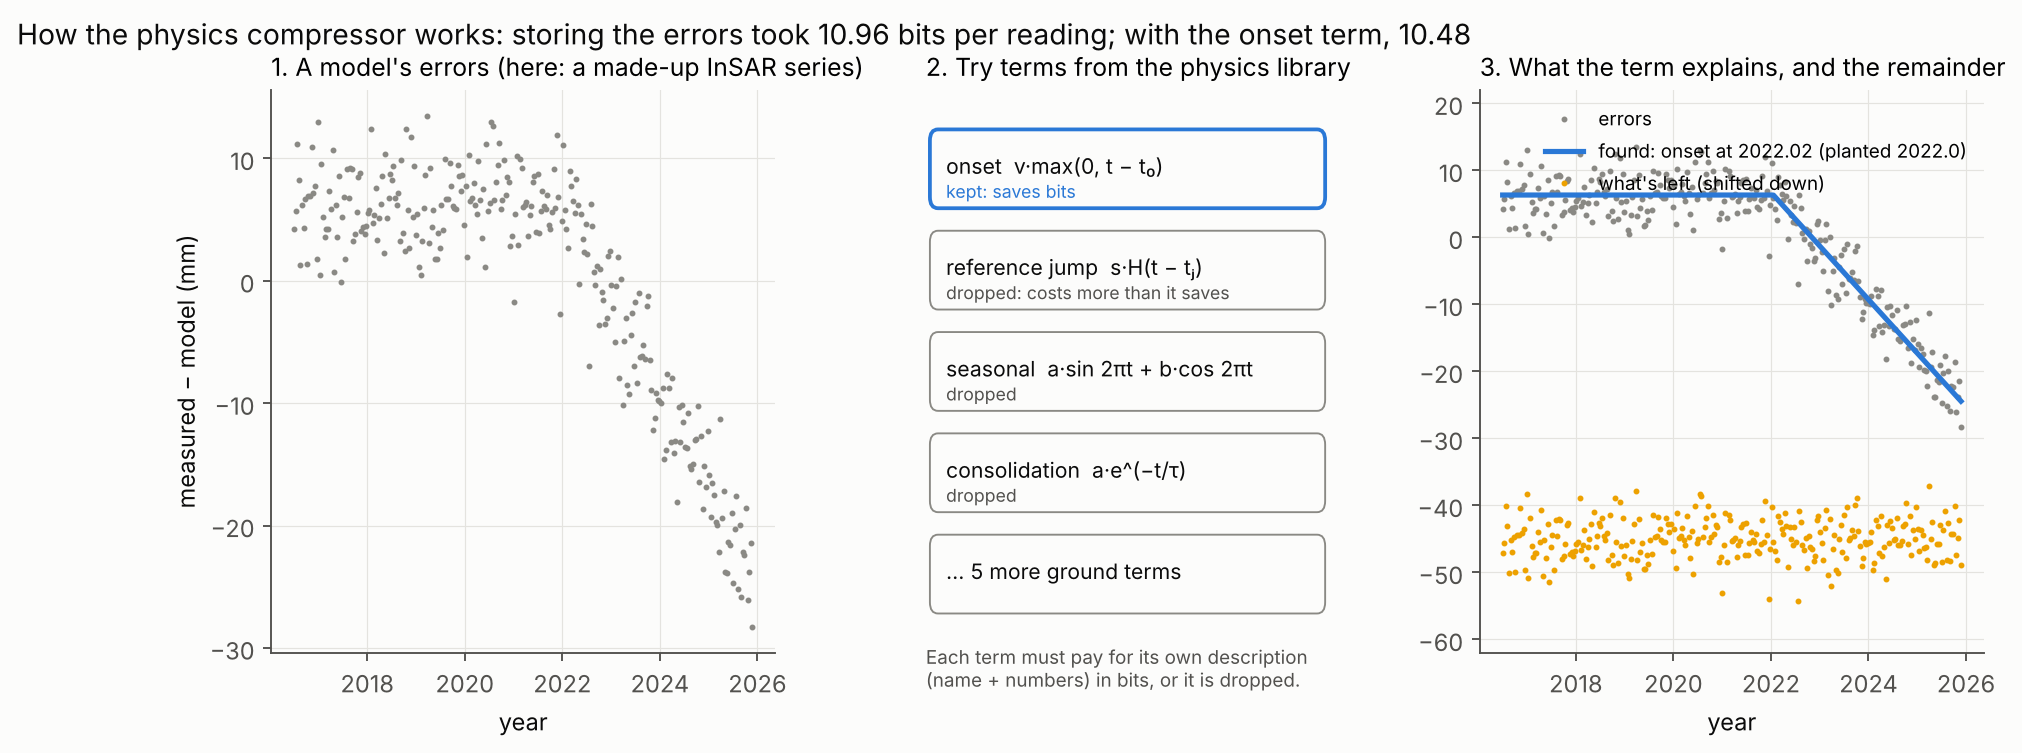 How the physics compressor works: storing the errors took 10.96 bits per reading; with the onset term, 10.48
1. A model's errors (here: a made-up InSAR series)
measured − model (mm)
10
0
−10
−20
−30
2018 2020 2022 2024 2026
year
2. Try terms from the physics library
onset v·max(0, t − t₀)
kept: saves bits
reference jump s·H(t − tⱼ)
dropped: costs more than it saves
seasonal a·sin 2πt + b·cos 2πt
dropped
consolidation a·e^(−t/τ)
dropped
... 5 more ground terms
Each term must pay for its own description
(name + numbers) in bits, or it is dropped.
3. What the term explains, and the remainder
errors
found: onset at 2022.02 (planted 2022.0)
what's left (shifted down)
20
10
0
−10
−20
−30
−40
−50
−60
2018 2020 2022 2024 2026
year